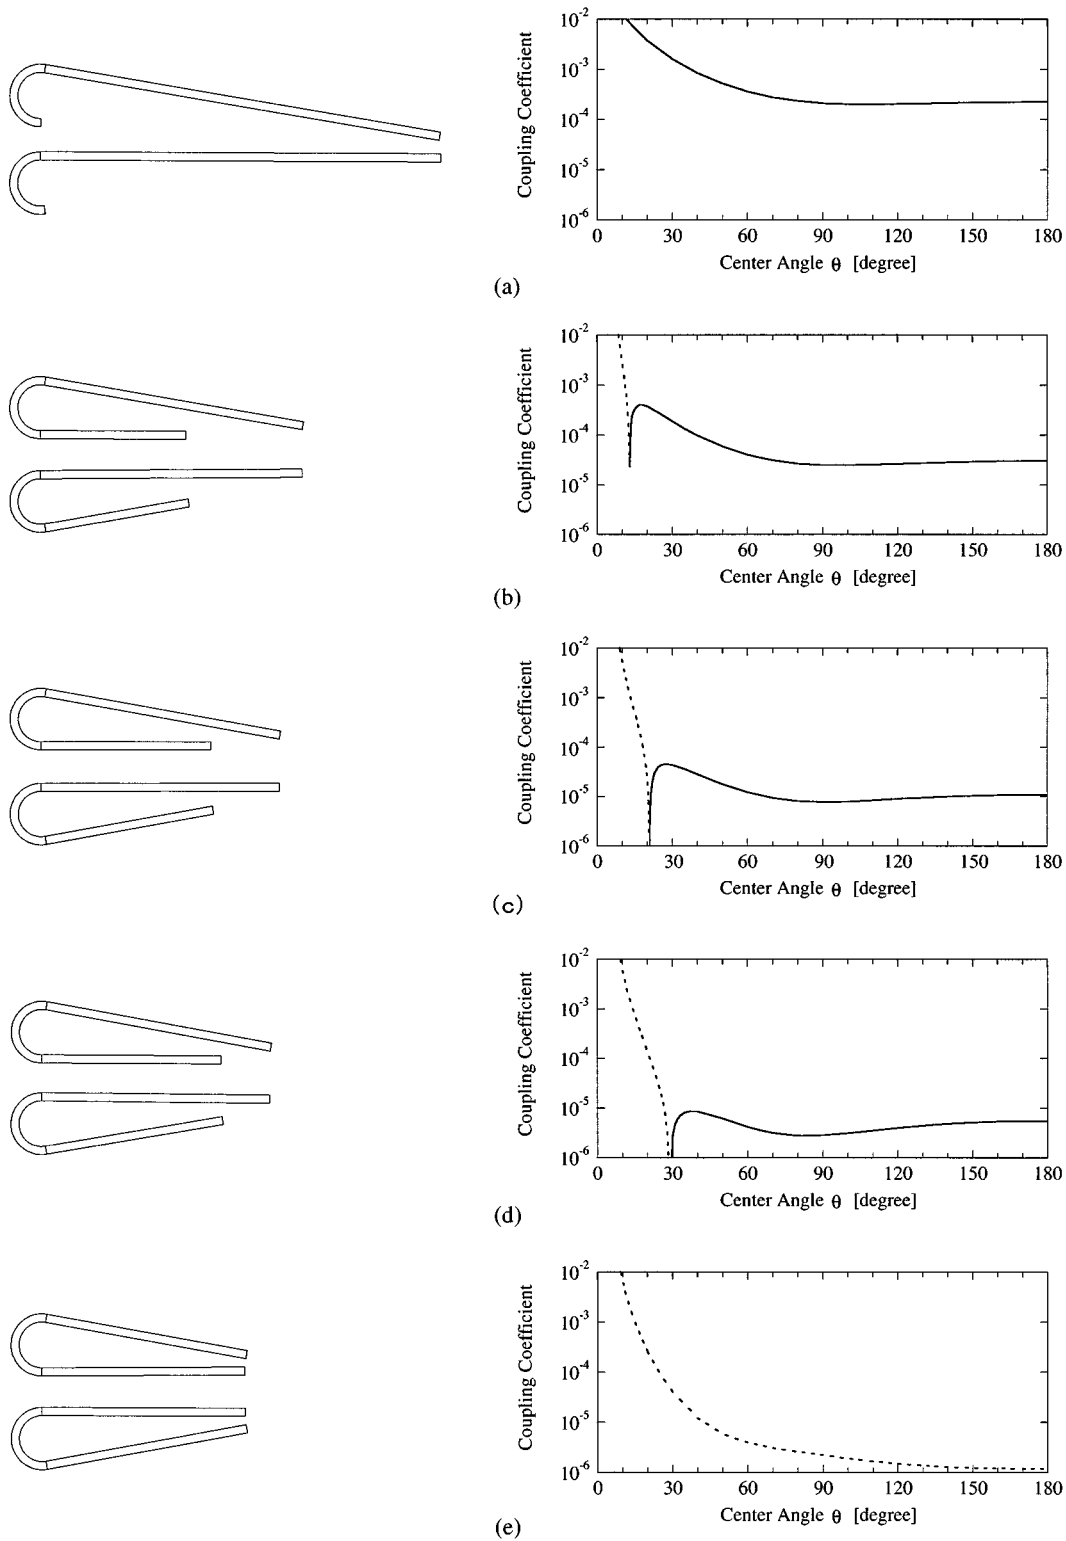 Coupling Coefficient
10-2
10-3
10-4
10-5
10-6
0 30 60 90 120 150 180
Center Angle θ [degree]
(a)
Coupling Coefficient
10-2
10-3
10-4
10-5
10-6
0 30 60 90 120 150 180
Center Angle θ [degree]
(b)
Coupling Coefficient
10-2
10-3
10-4
10-5
10-6
0 30 60 90 120 150 180
Center Angle θ [degree]
(c)
Coupling Coefficient
10-2
10-3
10-4
10-5
10-6
0 30 60 90 120 150 180
Center Angle θ [degree]
(d)
Coupling Coefficient
10-2
10-3
10-4
10-5
10-6
0 30 60 90 120 150 180
Center Angle θ [degree]
(e)